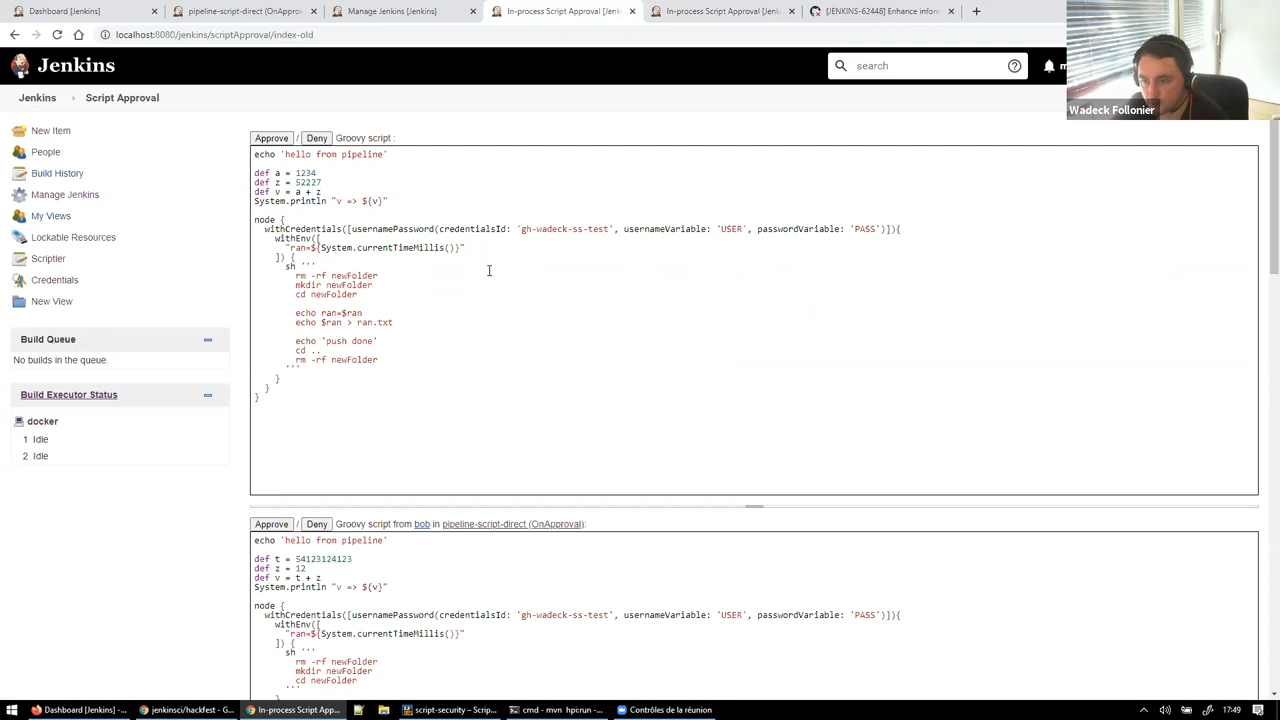 Dashboard [Jenkins]
pipeline-script-direct (OnApprov
Manage Jenkins [Jenkins]
In-process Script Approval [Jenk
In-process Script Approval [Jenk
[JENKINS-62448]
localhost:8080/jenkins/scriptApproval/index-old
Jenkins
search
Wadeck Follonier
Jenkins
Script Approval
New Item
People
Build History
Manage Jenkins
My Views
Lockable Resources
Scriptler
Credentials
New View
Build Queue
No builds in the queue.
Build Executor Status
docker
1 Idle
2 Idle
Approve / Deny Groovy script :
echo 'hello from pipeline'
def a = 1234
def z = 52227
def v = a + z
System.println "v => ${v}"
node {
withCredentials([usernamePassword(credentialsId: 'gh-wadeck-ss-test', usernameVariable: 'USER', passwordVariable: 'PASS')]){
withEnv([
"ran=${System.currentTimeMillis()}"
]) {
sh '''
rm -rf newFolder
mkdir newFolder
cd newFolder
echo ran=$ran
echo $ran > ran.txt
echo 'push done'
cd ..
rm -rf newFolder
'''
}
}
}
Approve / Deny Groovy script from bob in pipeline-script-direct (OnApproval):
echo 'hello from pipeline'
def t = 54123124123
def z = 12
def v = t + z
System.println "v => ${v}"
node {
withCredentials([usernamePassword(credentialsId: 'gh-wadeck-ss-test', usernameVariable: 'USER', passwordVariable: 'PASS')]){
withEnv([
"ran=${System.currentTimeMillis()}"
]) {
sh '''
rm -rf newFolder
mkdir newFolder
cd newFolder
'''
}
Dashboard [Jenkins] -...
jenkinsci/hackfest - G...
In-process Script App...
script-security – Scrip...
cmd - mvn hpi:run - ...
Contrôles de la réunion
17:49